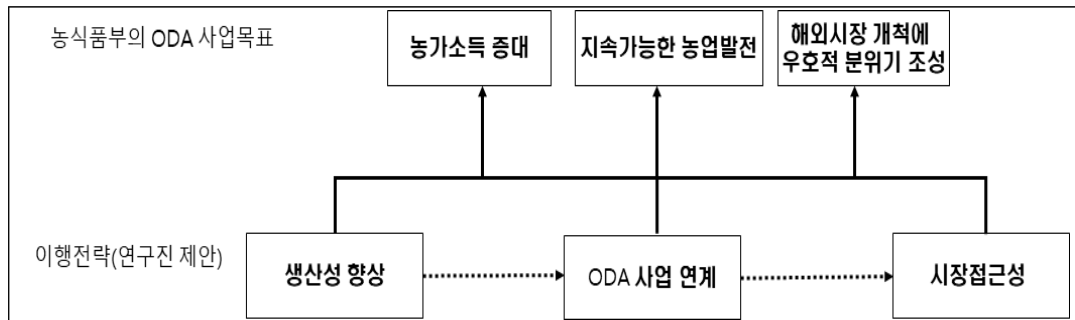 농식품부의 ODA 사업목표
농가소득 증대
지속가능한 농업발전
해외시장 개척에
우호적 분위기 조성
이행전략(연구진 제안)
생산성 향상
ODA 사업 연계
시장접근성